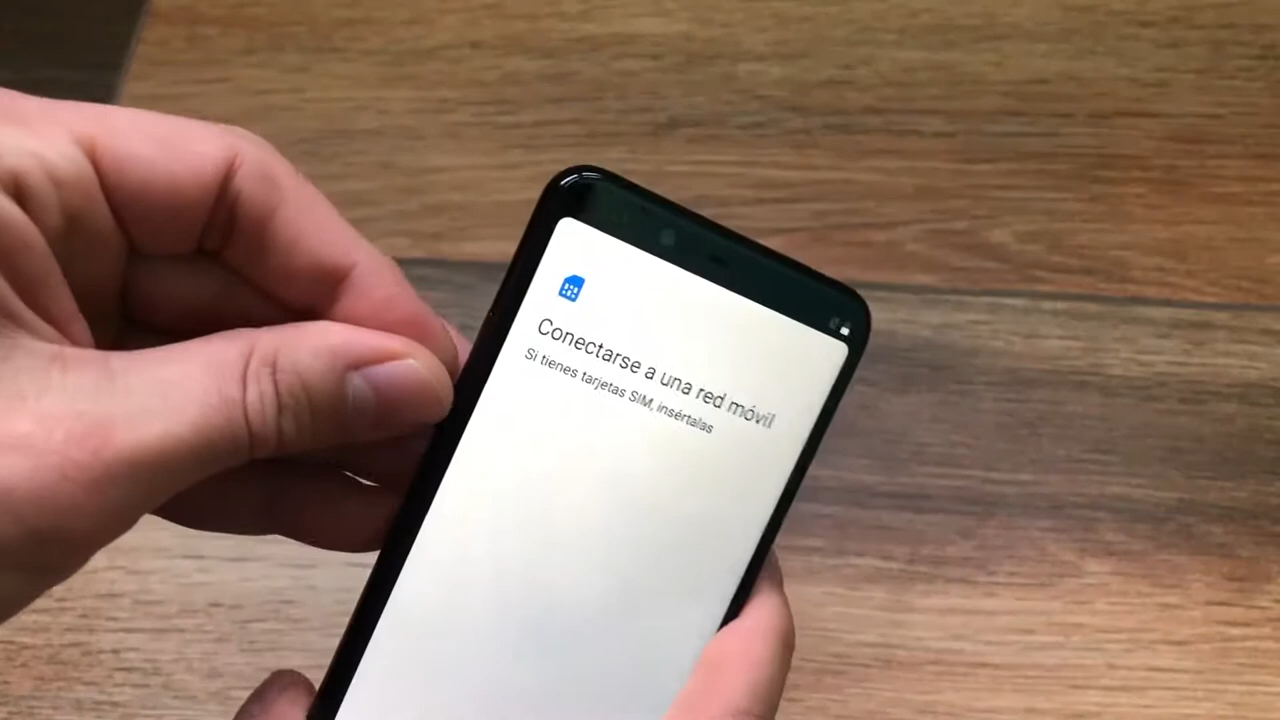 Conectarse a una red móvil
Si tienes tarjetas SIM, insértalas